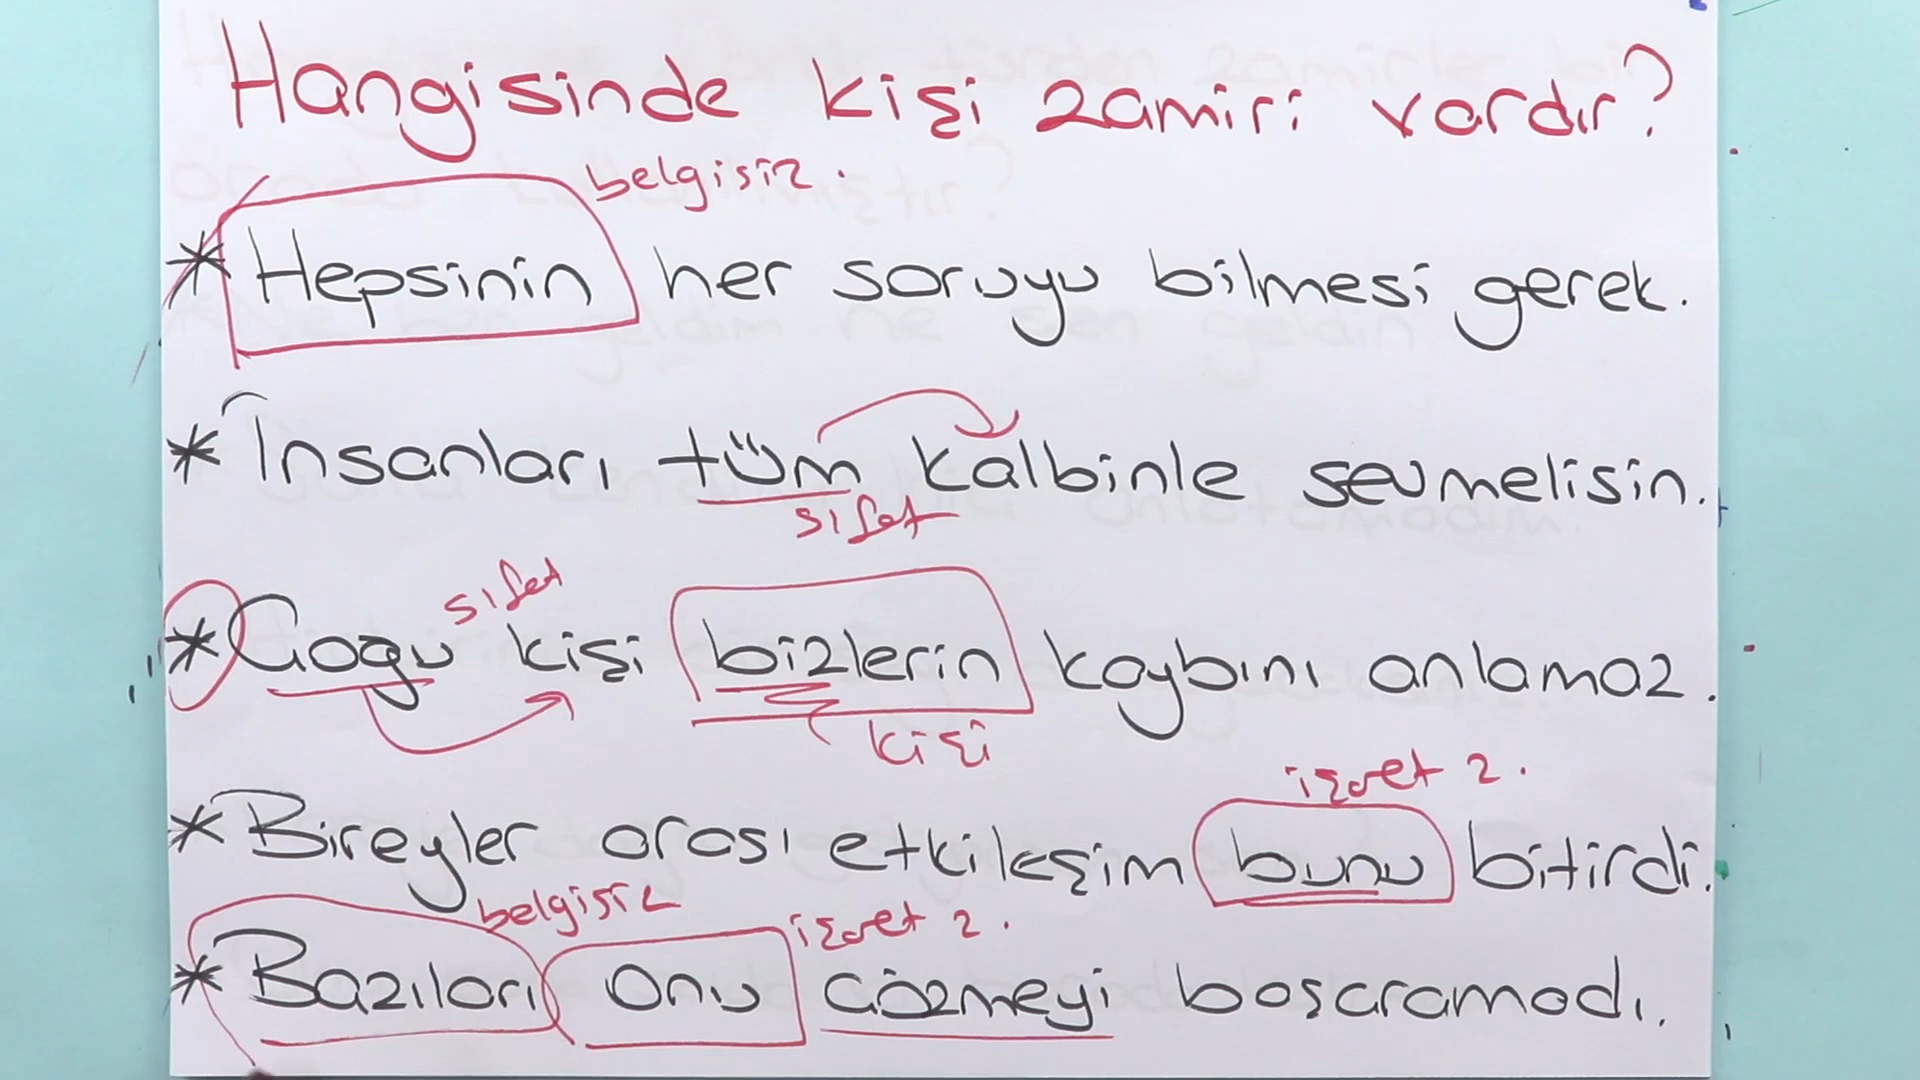 Hangisinde kişi zamiri vardır?
belgisiz.
* Hepsinin her soruyu bilmesi gerek.
* İnsanları tüm kalbinle sevmelisin.
sıfat
sıfat
* Çoğu kişi bizlerin kaybını anlamaz.
kişi
işaret z.
* Bireyler arası etkileşim bunu bitirdi.
belgisiz
işaret z.
* Bazıları onu çözmeyi başaramadı.